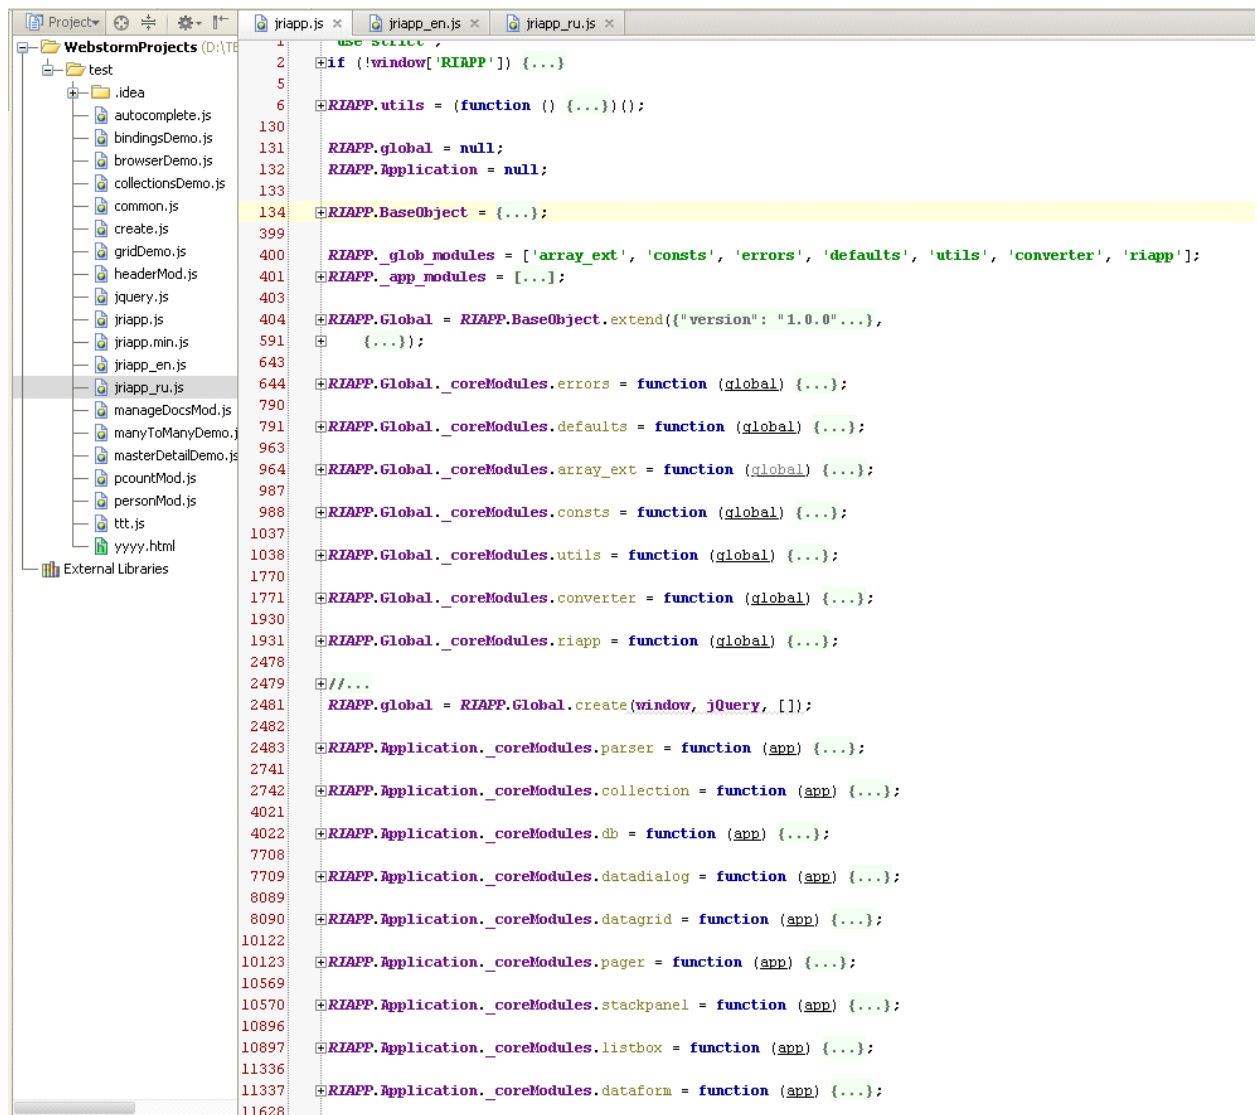 Project
jriapp.js
jriapp_en.js
jriapp_ru.js
WebstormProjects (D:\TE
test
.idea
autocomplete.js
bindingsDemo.js
browserDemo.js
collectionsDemo.js
common.js
create.js
gridDemo.js
headerMod.js
jquery.js
jriapp.js
jriapp.min.js
jriapp_en.js
jriapp_ru.js
manageDocsMod.js
manyToManyDemo.j
masterDetailDemo.js
pcountMod.js
personMod.js
ttt.js
yyyy.html
External Libraries
1 "use strict";
2 if (!window['RIAPP']) {...}
5
6 RIAPP.utils = (function () {...})();
130
131 RIAPP.global = null;
132 RIAPP.Application = null;
133
134 RIAPP.BaseObject = {...};
399
400 RIAPP._glob_modules = ['array_ext', 'consts', 'errors', 'defaults', 'utils', 'converter', 'riapp'];
401 RIAPP._app_modules = [...];
403
404 RIAPP.Global = RIAPP.BaseObject.extend({"version": "1.0.0"...},
591 {...});
643
644 RIAPP.Global._coreModules.errors = function (global) {...};
790
791 RIAPP.Global._coreModules.defaults = function (global) {...};
963
964 RIAPP.Global._coreModules.array_ext = function (global) {...};
987
988 RIAPP.Global._coreModules.consts = function (global) {...};
1037
1038 RIAPP.Global._coreModules.utils = function (global) {...};
1770
1771 RIAPP.Global._coreModules.converter = function (global) {...};
1930
1931 RIAPP.Global._coreModules.riapp = function (global) {...};
2478
2479 //...
2481 RIAPP.global = RIAPP.Global.create(window, jQuery, []);
2482
2483 RIAPP.Application._coreModules.parser = function (app) {...};
2741
2742 RIAPP.Application._coreModules.collection = function (app) {...};
4021
4022 RIAPP.Application._coreModules.db = function (app) {...};
7708
7709 RIAPP.Application._coreModules.datadialog = function (app) {...};
8089
8090 RIAPP.Application._coreModules.datagrid = function (app) {...};
10122
10123 RIAPP.Application._coreModules.pager = function (app) {...};
10569
10570 RIAPP.Application._coreModules.stackpanel = function (app) {...};
10896
10897 RIAPP.Application._coreModules.listbox = function (app) {...};
11336
11337 RIAPP.Application._coreModules.dataform = function (app) {...};
11628